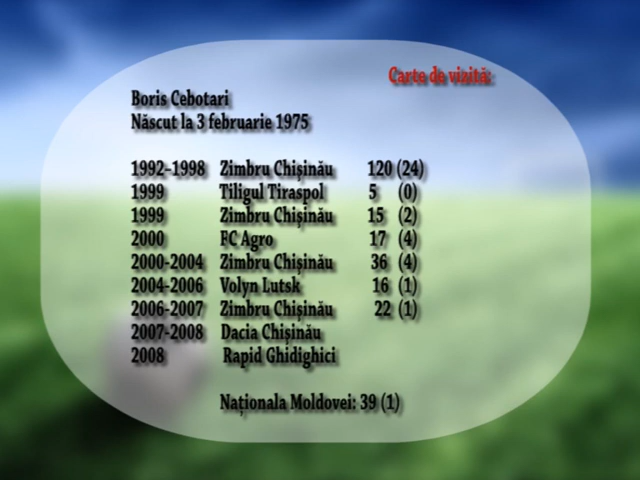 Carte de vizită:
Boris Cebotari
Născut la 3 februarie 1975
1992-1998 Zimbru Chișinău 120 (24)
1999 Tiligul Tiraspol 5 (0)
1999 Zimbru Chișinău 15 (2)
2000 FC Agro 17 (4)
2000-2004 Zimbru Chișinău 36 (4)
2004-2006 Volyn Lutsk 16 (1)
2006-2007 Zimbru Chișinău 22 (1)
2007-2008 Dacia Chișinău
2008 Rapid Ghidighici
Naționala Moldovei: 39 (1)